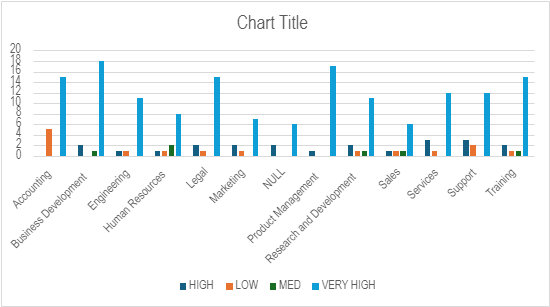 Chart Title
20
18
16
14
12
10
8
6
4
2
0
Accounting
Business Development
Engineering
Human Resources
Legal
Marketing
NULL
Product Management
Research and Development
Sales
Services
Support
Training
HIGH LOW MED VERY HIGH